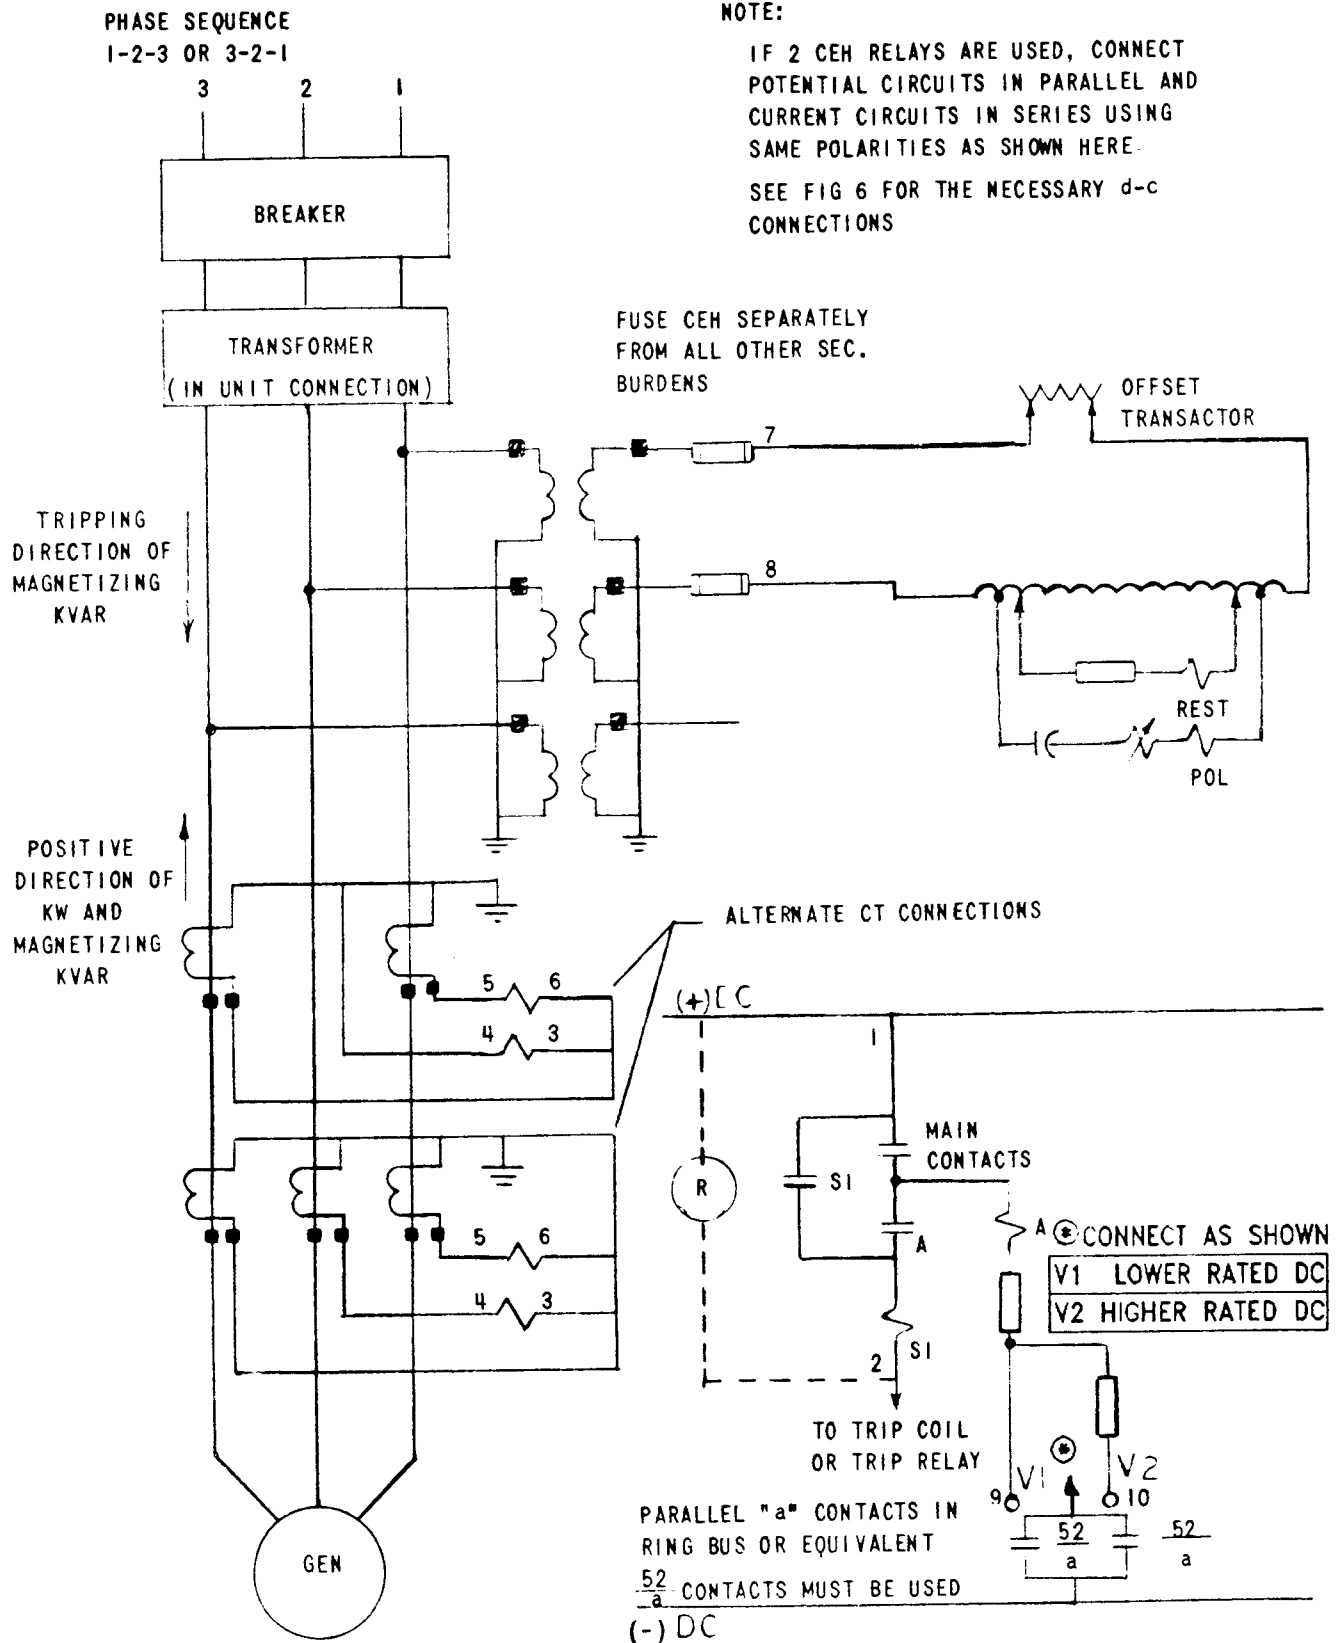 PHASE SEQUENCE
1-2-3 OR 3-2-1
3 2 1
NOTE:
IF 2 CEH RELAYS ARE USED, CONNECT
POTENTIAL CIRCUITS IN PARALLEL AND
CURRENT CIRCUITS IN SERIES USING
SAME POLARITIES AS SHOWN HERE
SEE FIG 6 FOR THE NECESSARY d-c
CONNECTIONS
BREAKER
TRANSFORMER
(IN UNIT CONNECTION)
FUSE CEH SEPARATELY
FROM ALL OTHER SEC.
BURDENS
OFFSET
TRANSACTOR
7
8
TRIPPING
DIRECTION OF
MAGNETIZING
KVAR
REST
POL
POSITIVE
DIRECTION OF
KW AND
MAGNETIZING
KVAR
ALTERNATE CT CONNECTIONS
5 6
4 3
5 6
4 3
GEN
(+) DC
1
MAIN
CONTACTS
R
SI
A
A
SI
2
* CONNECT AS SHOWN
V1 LOWER RATED DC
V2 HIGHER RATED DC
TO TRIP COIL
OR TRIP RELAY
*
V1 V2
9 10
PARALLEL "a" CONTACTS IN
RING BUS OR EQUIVALENT
52/a CONTACTS MUST BE USED
52/a 52/a
(-) DC